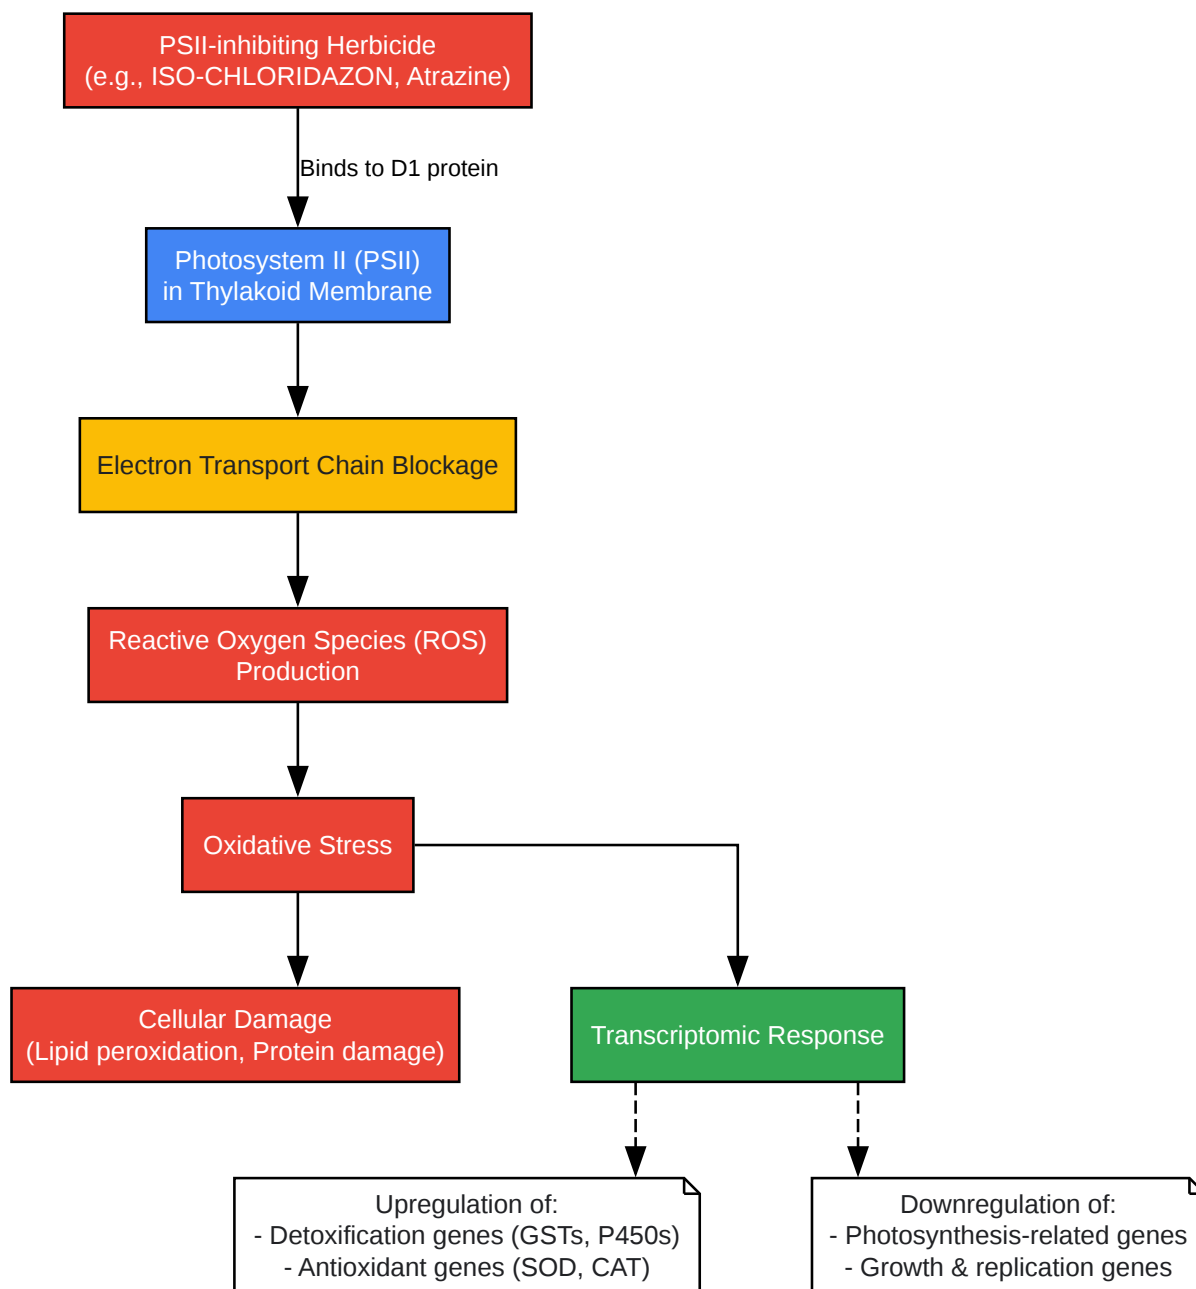 PSII-inhibiting Herbicide
(e.g., ISO-CHLORIDAZON, Atrazine)
Binds to D1 protein
Photosystem II (PSII)
in Thylakoid Membrane
Electron Transport Chain Blockage
Reactive Oxygen Species (ROS)
Production
Oxidative Stress
Cellular Damage
(Lipid peroxidation, Protein damage)
Transcriptomic Response
Upregulation of:
- Detoxification genes (GSTs, P450s)
- Antioxidant genes (SOD, CAT)
Downregulation of:
- Photosynthesis-related genes
- Growth & replication genes